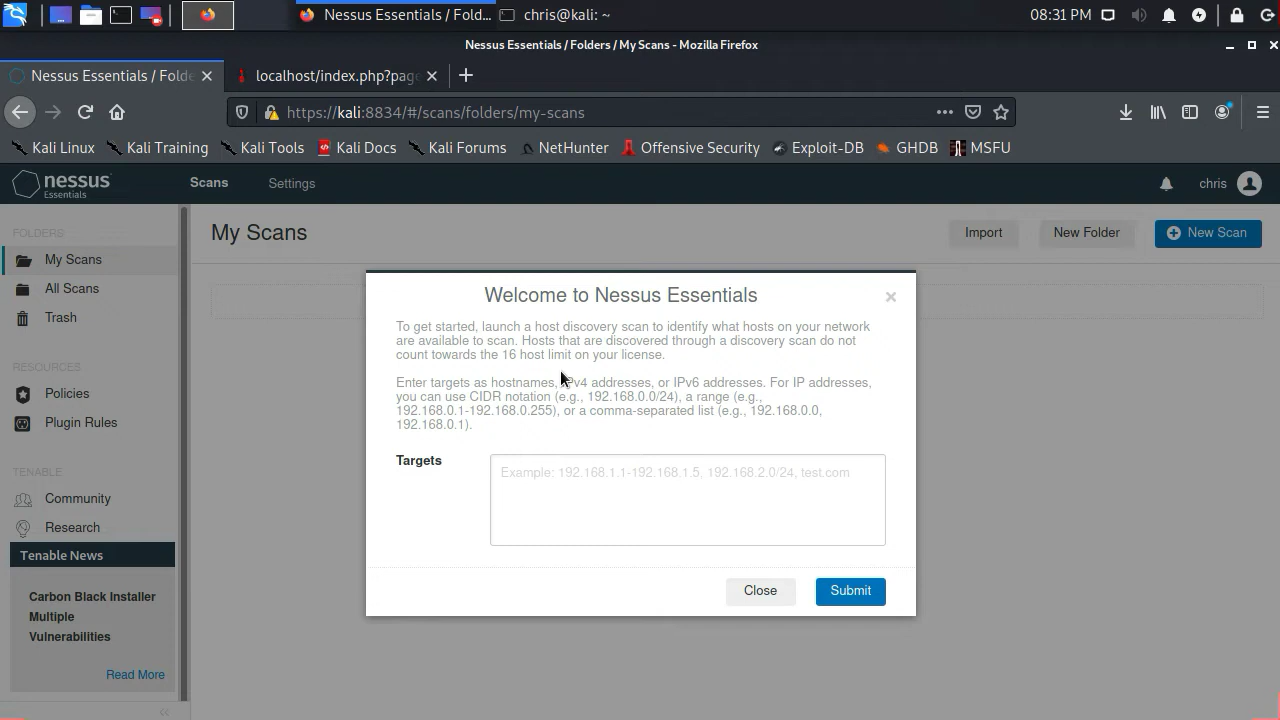 Nessus Essentials / Fold...
chris@kali: ~
08:31 PM
Nessus Essentials / Folders / My Scans - Mozilla Firefox
Nessus Essentials / Folde
localhost/index.php?page
https://kali:8834/#/scans/folders/my-scans
Kali Linux
Kali Training
Kali Tools
Kali Docs
Kali Forums
NetHunter
Offensive Security
Exploit-DB
GHDB
MSFU
nessus
Essentials
Scans
Settings
chris
FOLDERS
My Scans
All Scans
Trash
RESOURCES
Policies
Plugin Rules
TENABLE
Community
Research
Tenable News
Carbon Black Installer
Multiple
Vulnerabilities
Read More
My Scans
Import
New Folder
New Scan
Welcome to Nessus Essentials
To get started, launch a host discovery scan to identify what hosts on your network
are available to scan. Hosts that are discovered through a discovery scan do not
count towards the 16 host limit on your license.
Enter targets as hostnames, IPv4 addresses, or IPv6 addresses. For IP addresses,
you can use CIDR notation (e.g., 192.168.0.0/24), a range (e.g.,
192.168.0.1-192.168.0.255), or a comma-separated list (e.g., 192.168.0.0,
192.168.0.1).
Targets
Example: 192.168.1.1-192.168.1.5, 192.168.2.0/24, test.com
Close
Submit